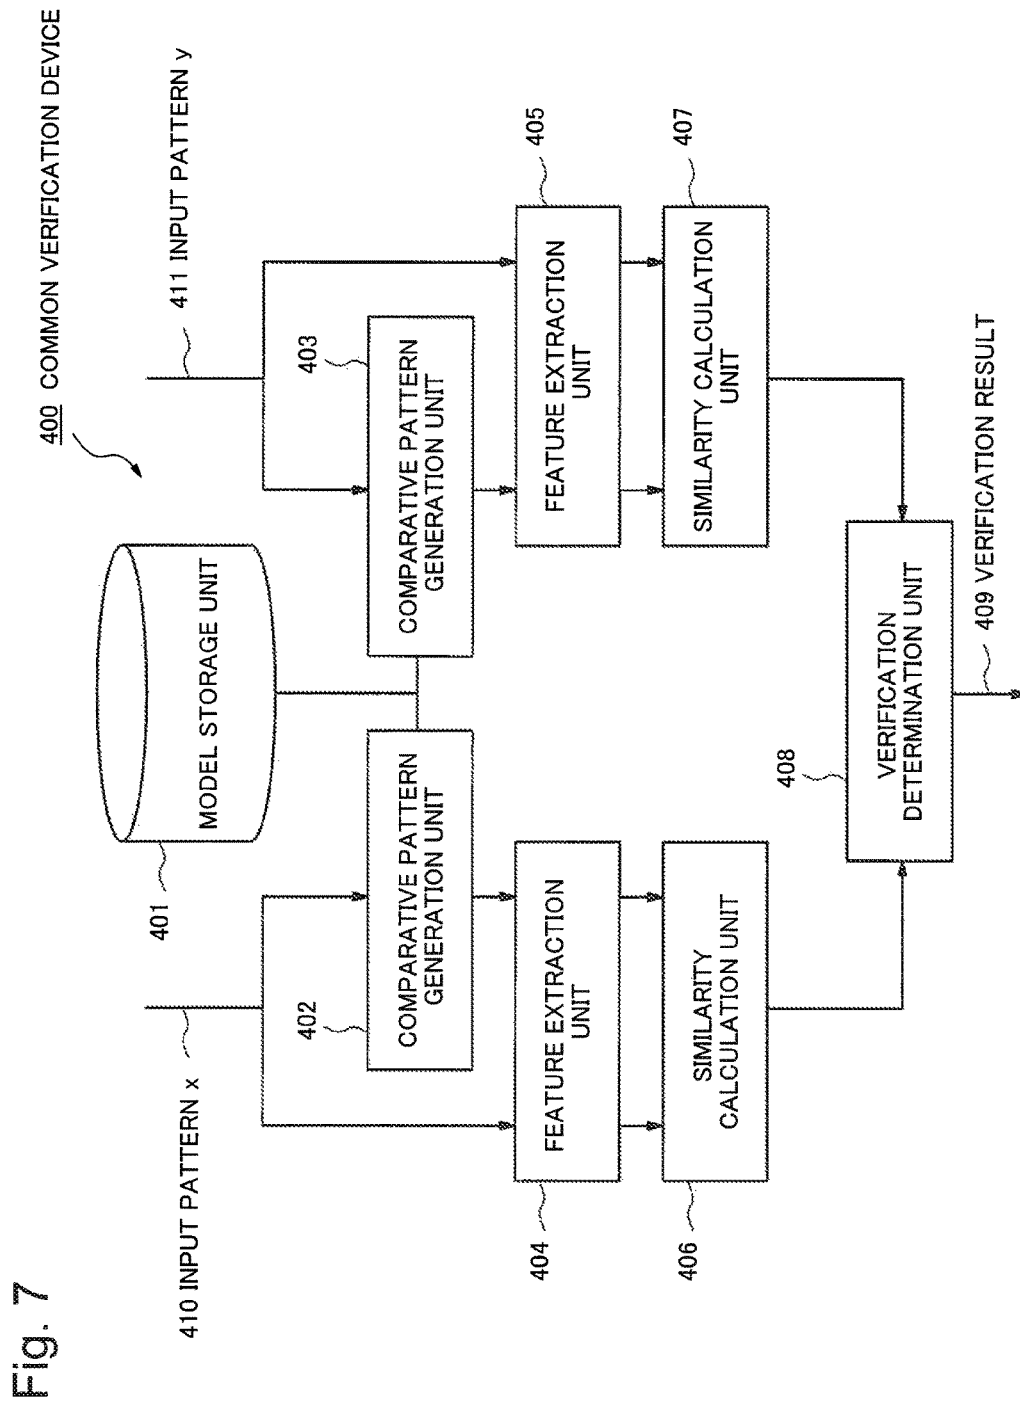 Fig. 7
400 COMMON VERIFICATION DEVICE
410 INPUT PATTERN x
411 INPUT PATTERN y
401
MODEL STORAGE UNIT
402
COMPARATIVE PATTERN
GENERATION UNIT
403
COMPARATIVE PATTERN
GENERATION UNIT
404
FEATURE EXTRACTION
UNIT
405
FEATURE EXTRACTION
UNIT
406
SIMILARITY
CALCULATION UNIT
407
SIMILARITY CALCULATION
UNIT
408
VERIFICATION
DETERMINATION UNIT
409 VERIFICATION RESULT